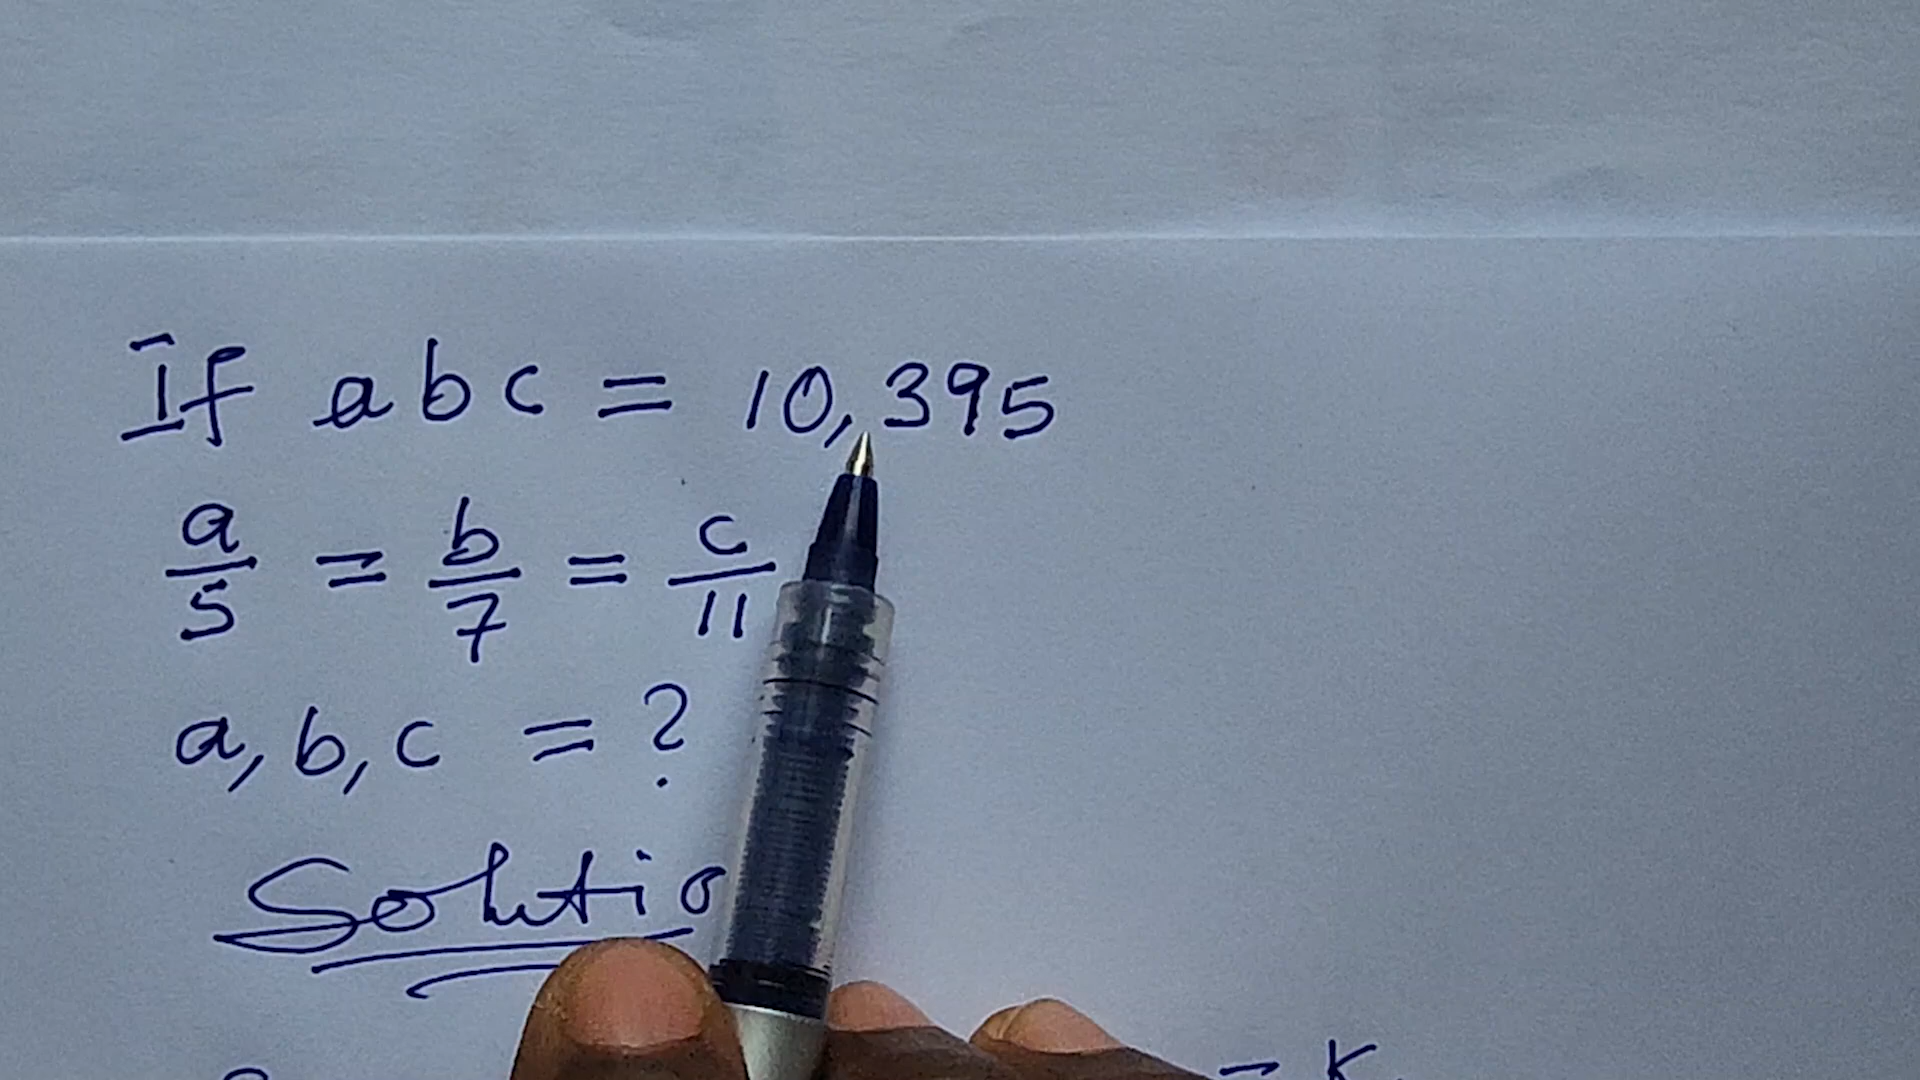 If abc = 10,395
a/5 = b/7 = c/11
a, b, c = ?
Solutio
= K